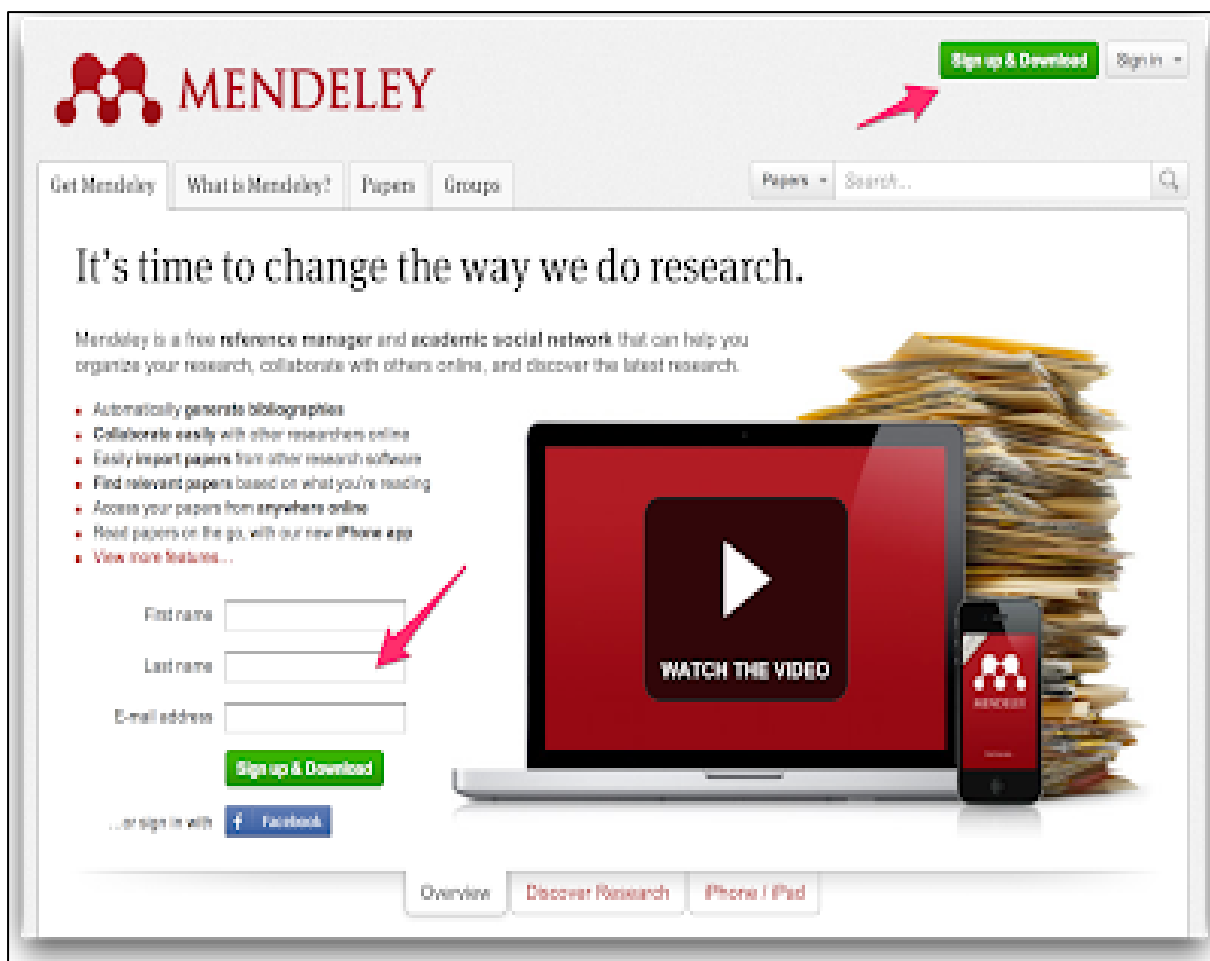 MENDELEY
Sign up & Download
Sign in
Get Mendeley
What is Mendeley?
Papers
Groups
Papers
Search...
It's time to change the way we do research.
Mendeley is a free reference manager and academic social network that can help you
organize your research, collaborate with others online, and discover the latest research.
Automatically generate bibliographies
Collaborate easily with other researchers online
Easily import papers from other research software
Find relevant papers based on what you're reading
Access your papers from anywhere online
Read papers on the go, with our new iPhone app
View more features...
First name
Last name
E-mail address
Sign up & Download
...or sign in with
f Facebook
WATCH THE VIDEO
MENDELEY
Overview
Discover Research
iPhone / iPad